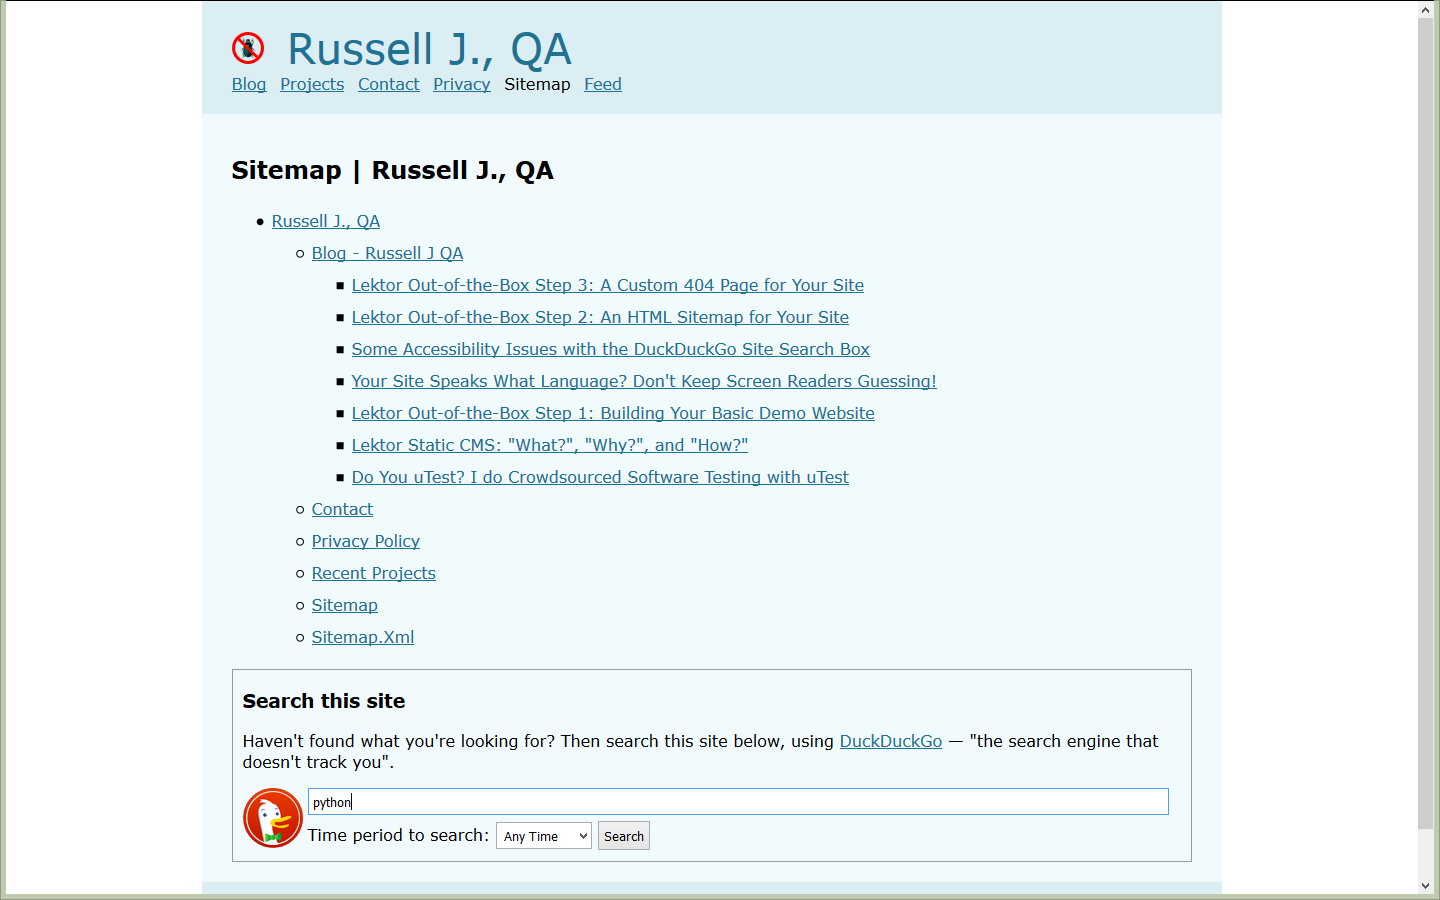 Russell J., QA
Blog Projects Contact Privacy Sitemap Feed
Sitemap | Russell J., QA
Russell J., QA
Blog - Russell J QA
Lektor Out-of-the-Box Step 3: A Custom 404 Page for Your Site
Lektor Out-of-the-Box Step 2: An HTML Sitemap for Your Site
Some Accessibility Issues with the DuckDuckGo Site Search Box
Your Site Speaks What Language? Don't Keep Screen Readers Guessing!
Lektor Out-of-the-Box Step 1: Building Your Basic Demo Website
Lektor Static CMS: "What?", "Why?", and "How?"
Do You uTest? I do Crowdsourced Software Testing with uTest
Contact
Privacy Policy
Recent Projects
Sitemap
Sitemap.Xml
Search this site
Haven't found what you're looking for? Then search this site below, using DuckDuckGo — "the search engine that
doesn't track you".
python
Time period to search: Any Time Search